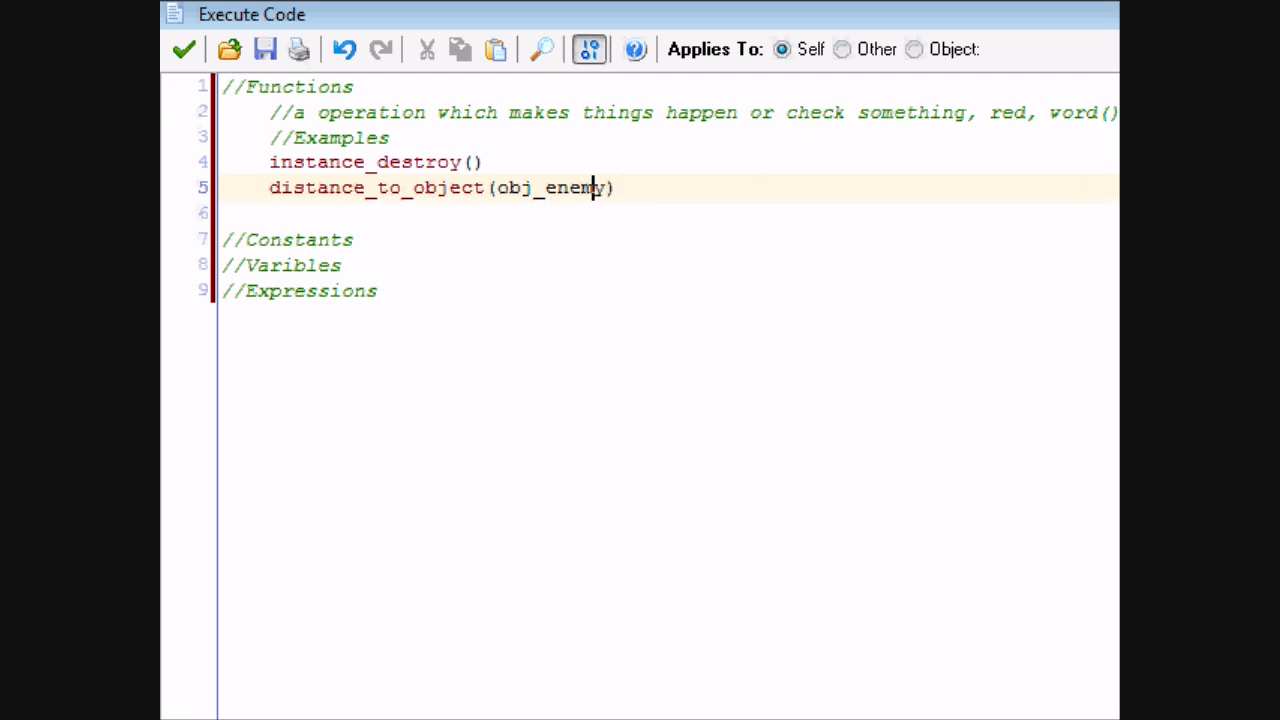 Execute Code
Applies To: Self Other Object:
1 //Functions
2 //a operation which makes things happen or check something, red, word()
3 //Examples
4 instance_destroy()
5 distance_to_object(obj_enemy)
6
7 //Constants
8 //Varibles
9 //Expressions